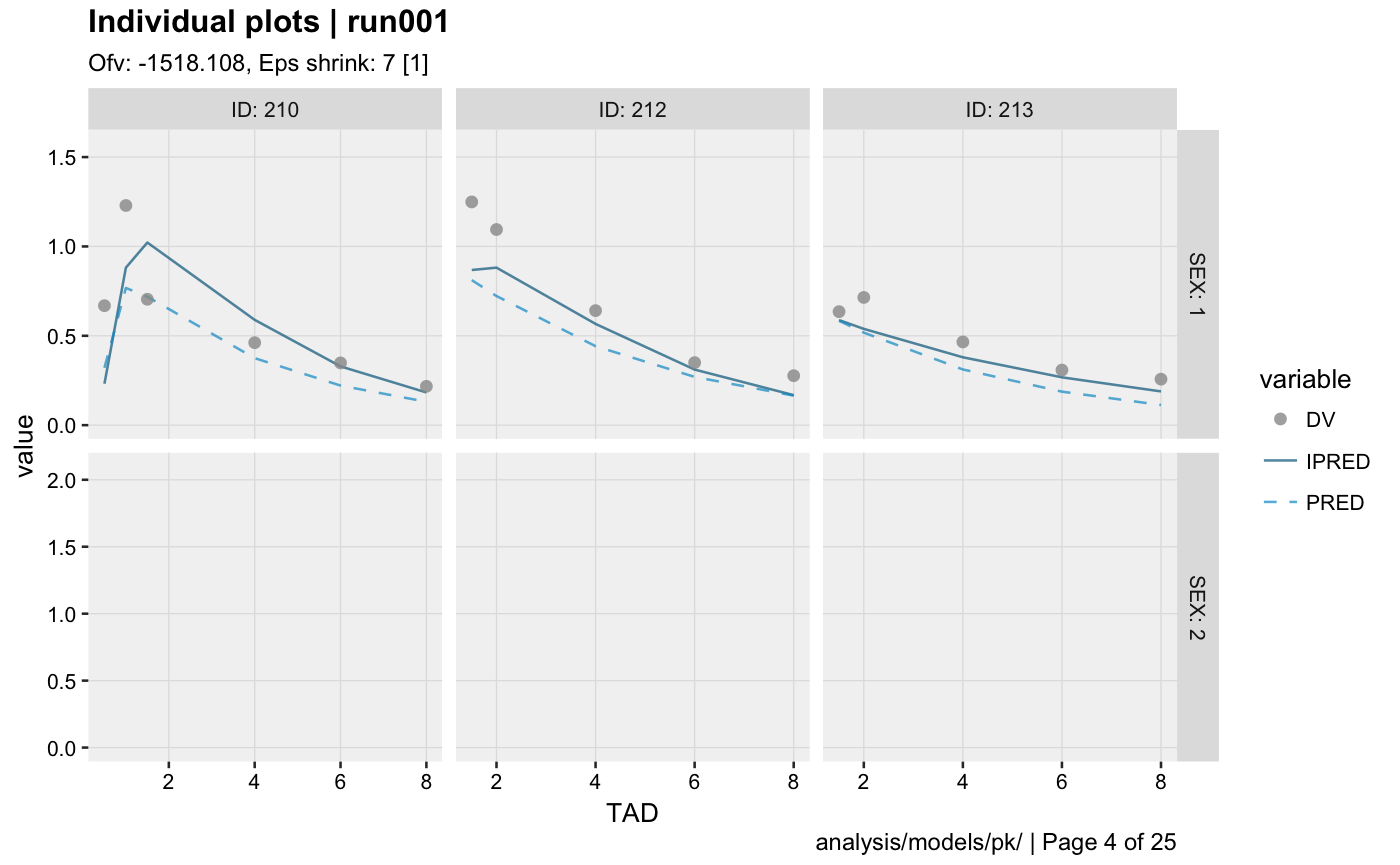 Individual plots | run001
Ofv: -1518.108, Eps shrink: 7 [1]
ID: 210
ID: 212
ID: 213
1.5
1.0
0.5
0.0
SEX: 1
value
2.0
1.5
1.0
0.5
0.0
SEX: 2
2 4 6 8
2 4 6 8
2 4 6 8
TAD
variable
DV
IPRED
PRED
analysis/models/pk/ | Page 4 of 25